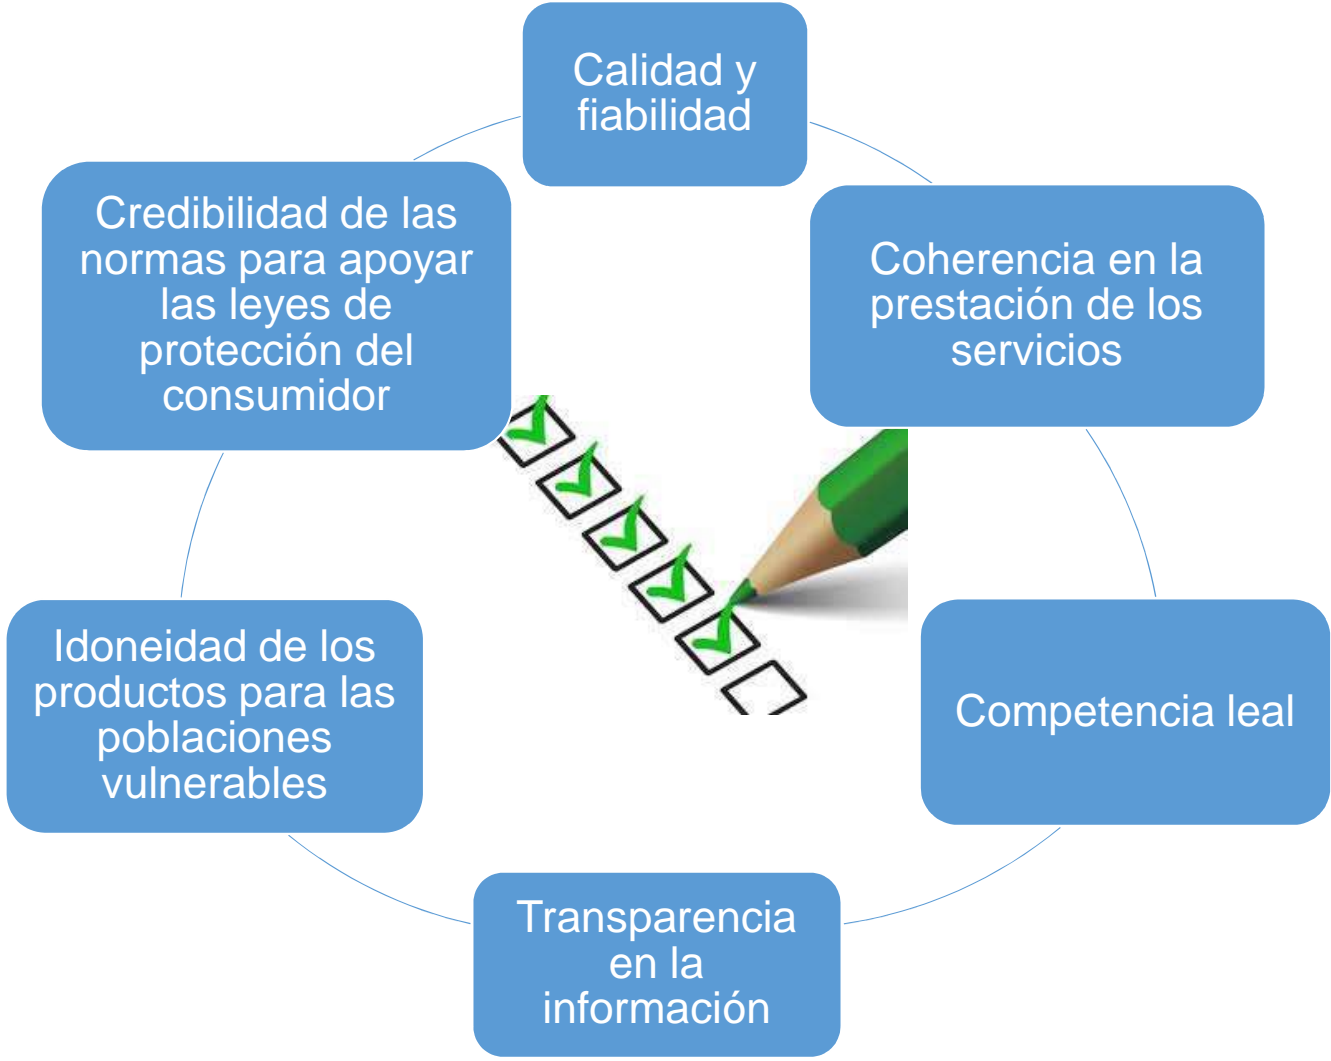 Calidad y
fiabilidad
Coherencia en la
prestación de los
servicios
Competencia leal
Transparencia
en la
información
Idoneidad de los
productos para las
poblaciones
vulnerables
Credibilidad de las
normas para apoyar
las leyes de
protección del
consumidor